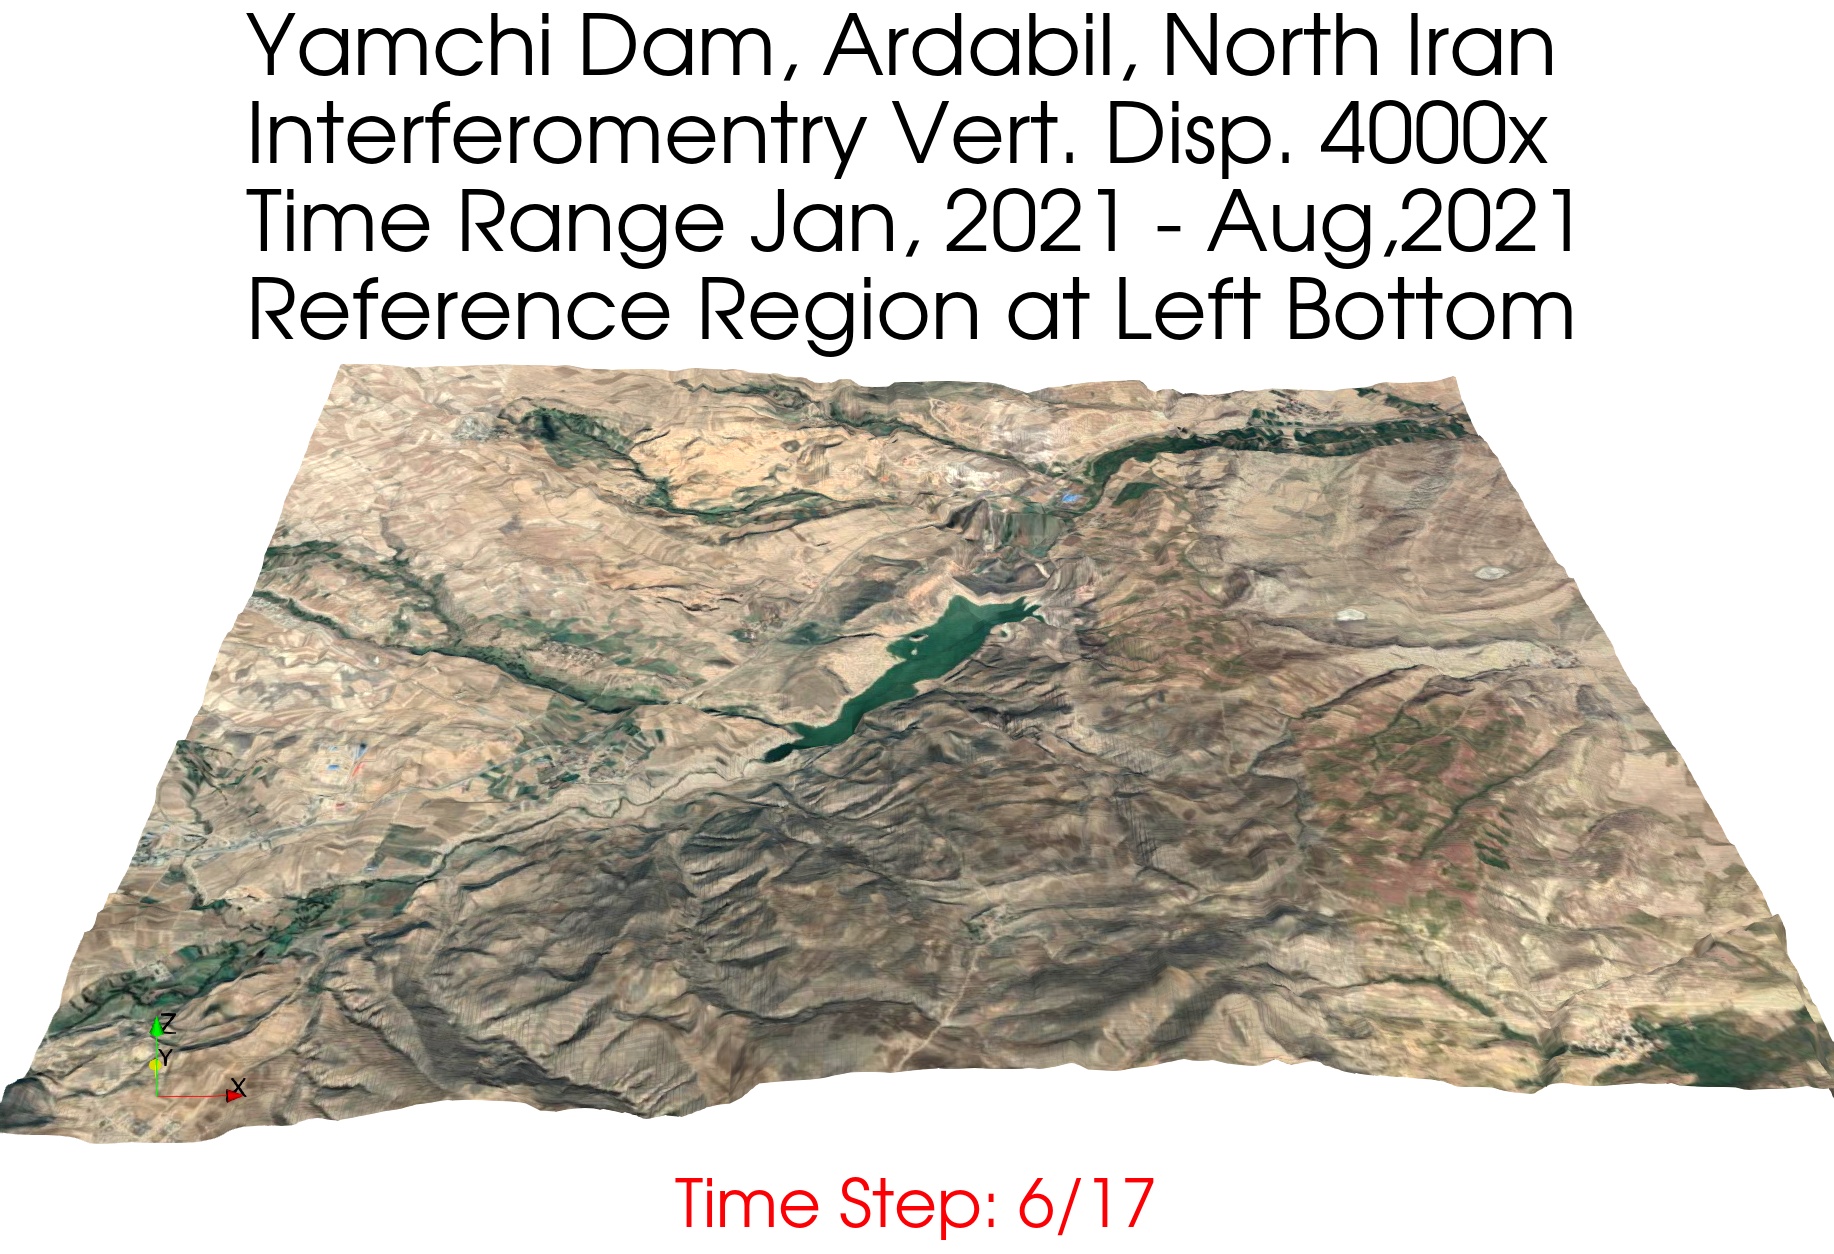 Yamchi Dam, Ardabil, North Iran
Interferomentry Vert. Disp. 4000x
Time Range Jan, 2021 - Aug,2021
Reference Region at Left Bottom
Z
Y
X
Time Step: 6/17